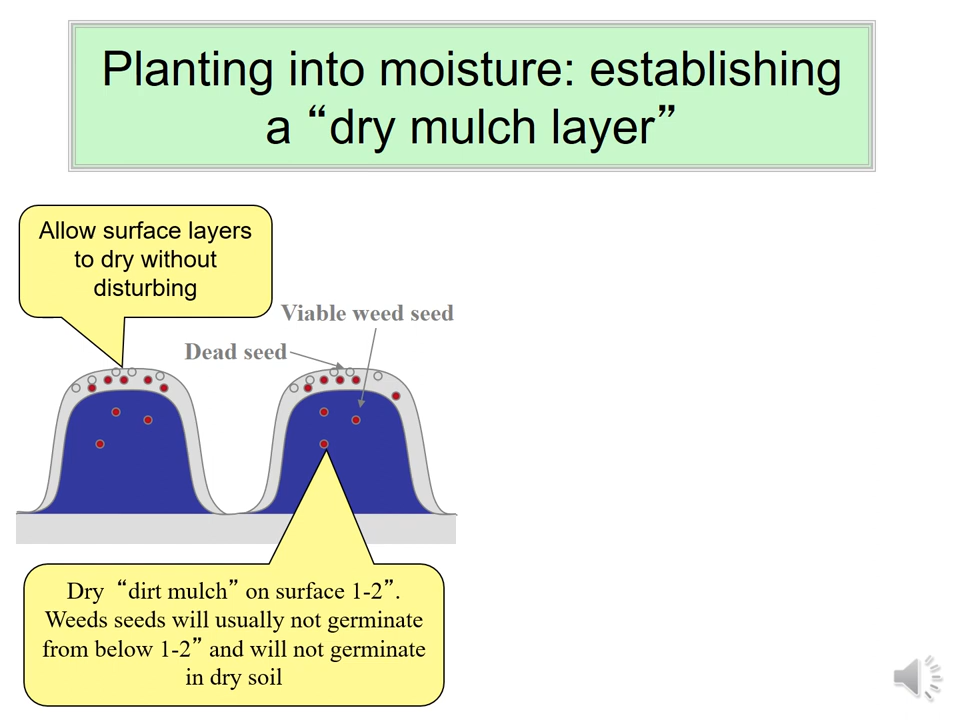 Planting into moisture: establishing
a “dry mulch layer”
Allow surface layers
to dry without
disturbing
Viable weed seed
Dead seed
Dry “dirt mulch” on surface 1-2”.
Weeds seeds will usually not germinate
from below 1-2” and will not germinate
in dry soil